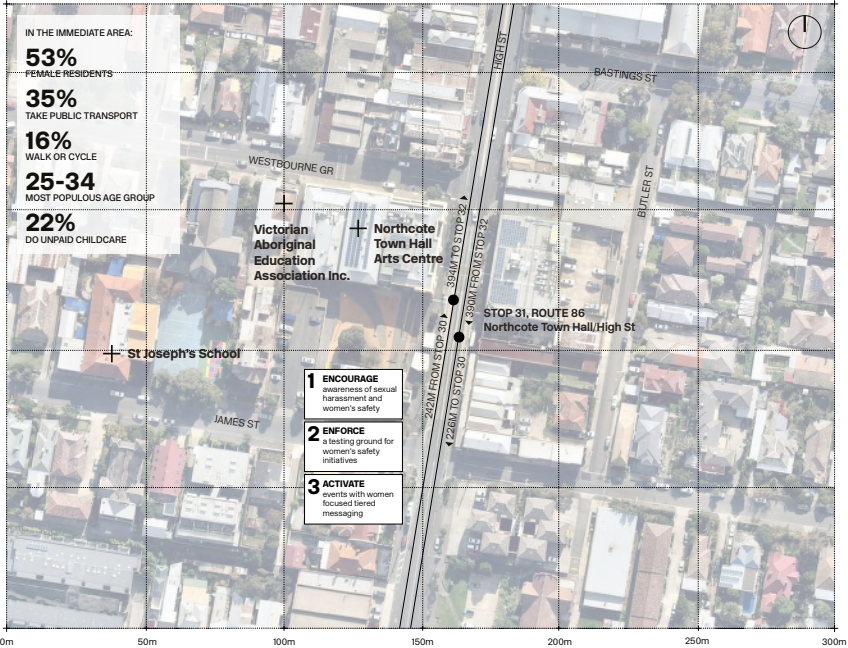 IN THE IMMEDIATE AREA:
53%
FEMALE RESIDENTS
35%
TAKE PUBLIC TRANSPORT
16%
WALK OR CYCLE
25-34
MOST POPULOUS AGE GROUP
22%
DO UNPAID CHILDCARE
HIGH ST
BASTINGS ST
WESTBOURNE GR
BUTLER ST
Victorian
Aboriginal
Education
Association Inc.
Northcote
Town Hall
Arts Centre
394M TO STOP 32
390M FROM STOP 32
STOP 31, ROUTE 86
Northcote Town Hall/High St
St Joseph's School
242M FROM STOP 30
226M TO STOP 30
JAMES ST
1 ENCOURAGE
awareness of sexual
harassment and
women's safety
2 ENFORCE
a testing ground for
women's safety
initiatives
3 ACTIVATE
events with women
focused tiered
messaging
0m 50m 100m 150m 200m 250m 300m